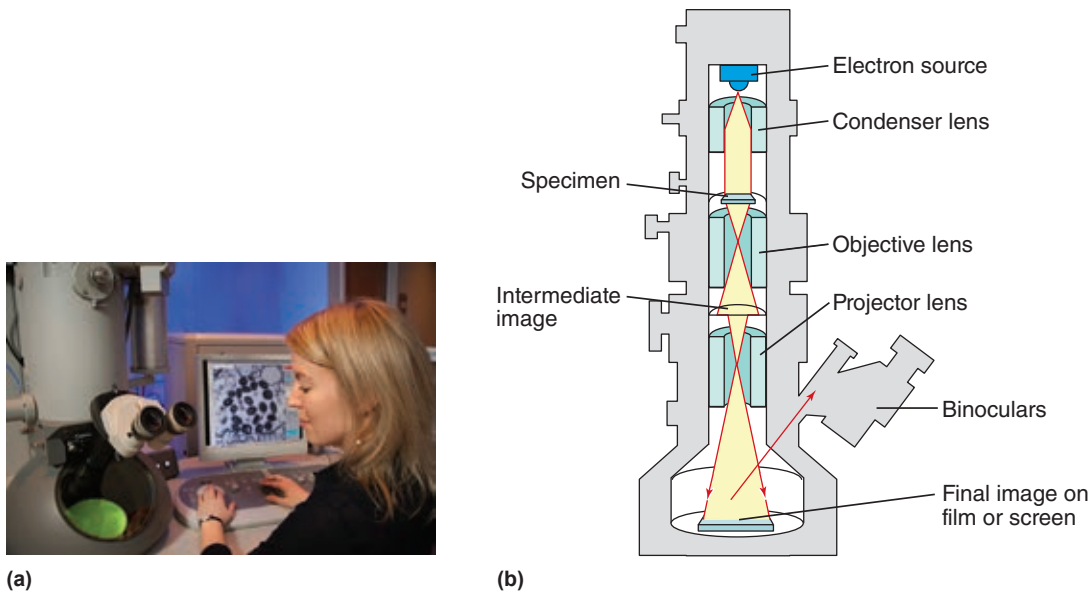 Electron source
Condenser lens
Specimen
Objective lens
Intermediate
image
Projector lens
Binoculars
Final image on
film or screen
(a)
(b)